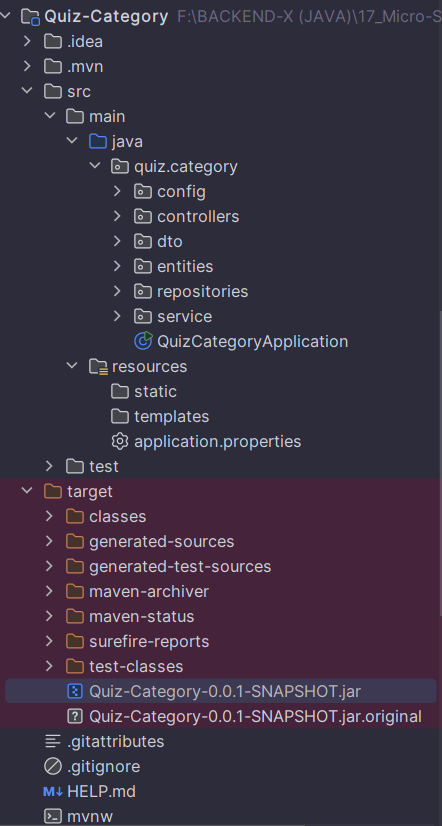 Quiz-Category F:\BACKEND-X (JAVA)\17_Micro-S
.idea
.mvn
src
main
java
quiz.category
config
controllers
dto
entities
repositories
service
QuizCategoryApplication
resources
static
templates
application.properties
test
target
classes
generated-sources
generated-test-sources
maven-archiver
maven-status
surefire-reports
test-classes
Quiz-Category-0.0.1-SNAPSHOT.jar
Quiz-Category-0.0.1-SNAPSHOT.jar.original
.gitattributes
.gitignore
M↓ HELP.md
mvnw